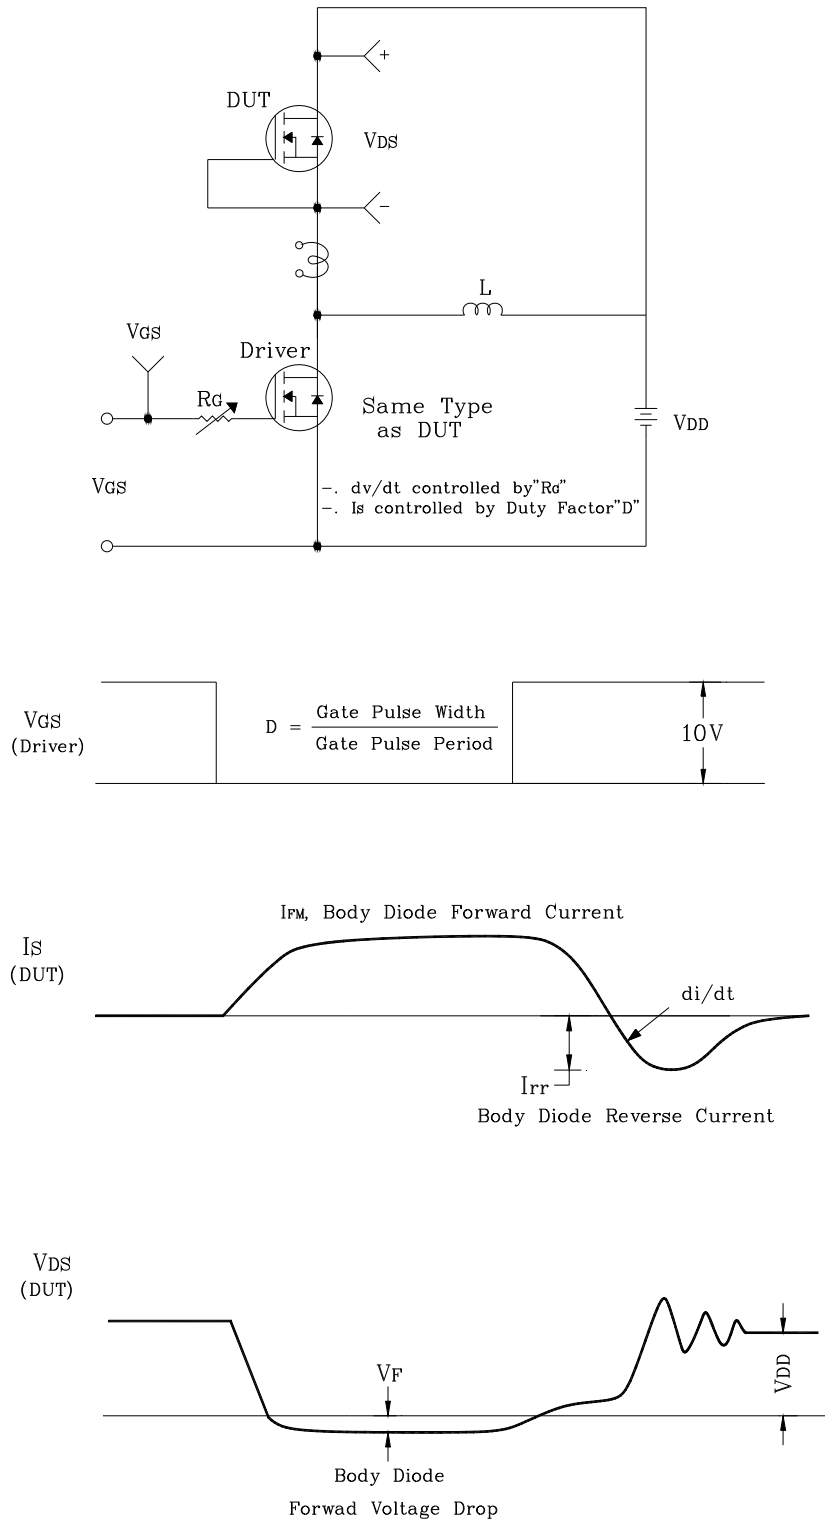 +
DUT
VDS
−
L
VGS
Driver
RG
Same Type
as DUT
VDD
VGS
−. dv/dt controlled by"RG"
−. Is controlled by Duty Factor"D"
VGS
(Driver)
D = Gate Pulse Width
Gate Pulse Period
10V
IFM, Body Diode Forward Current
IS
(DUT)
di/dt
Irr
Body Diode Reverse Current
VDS
(DUT)
VF
VDD
Body Diode
Forwad Voltage Drop